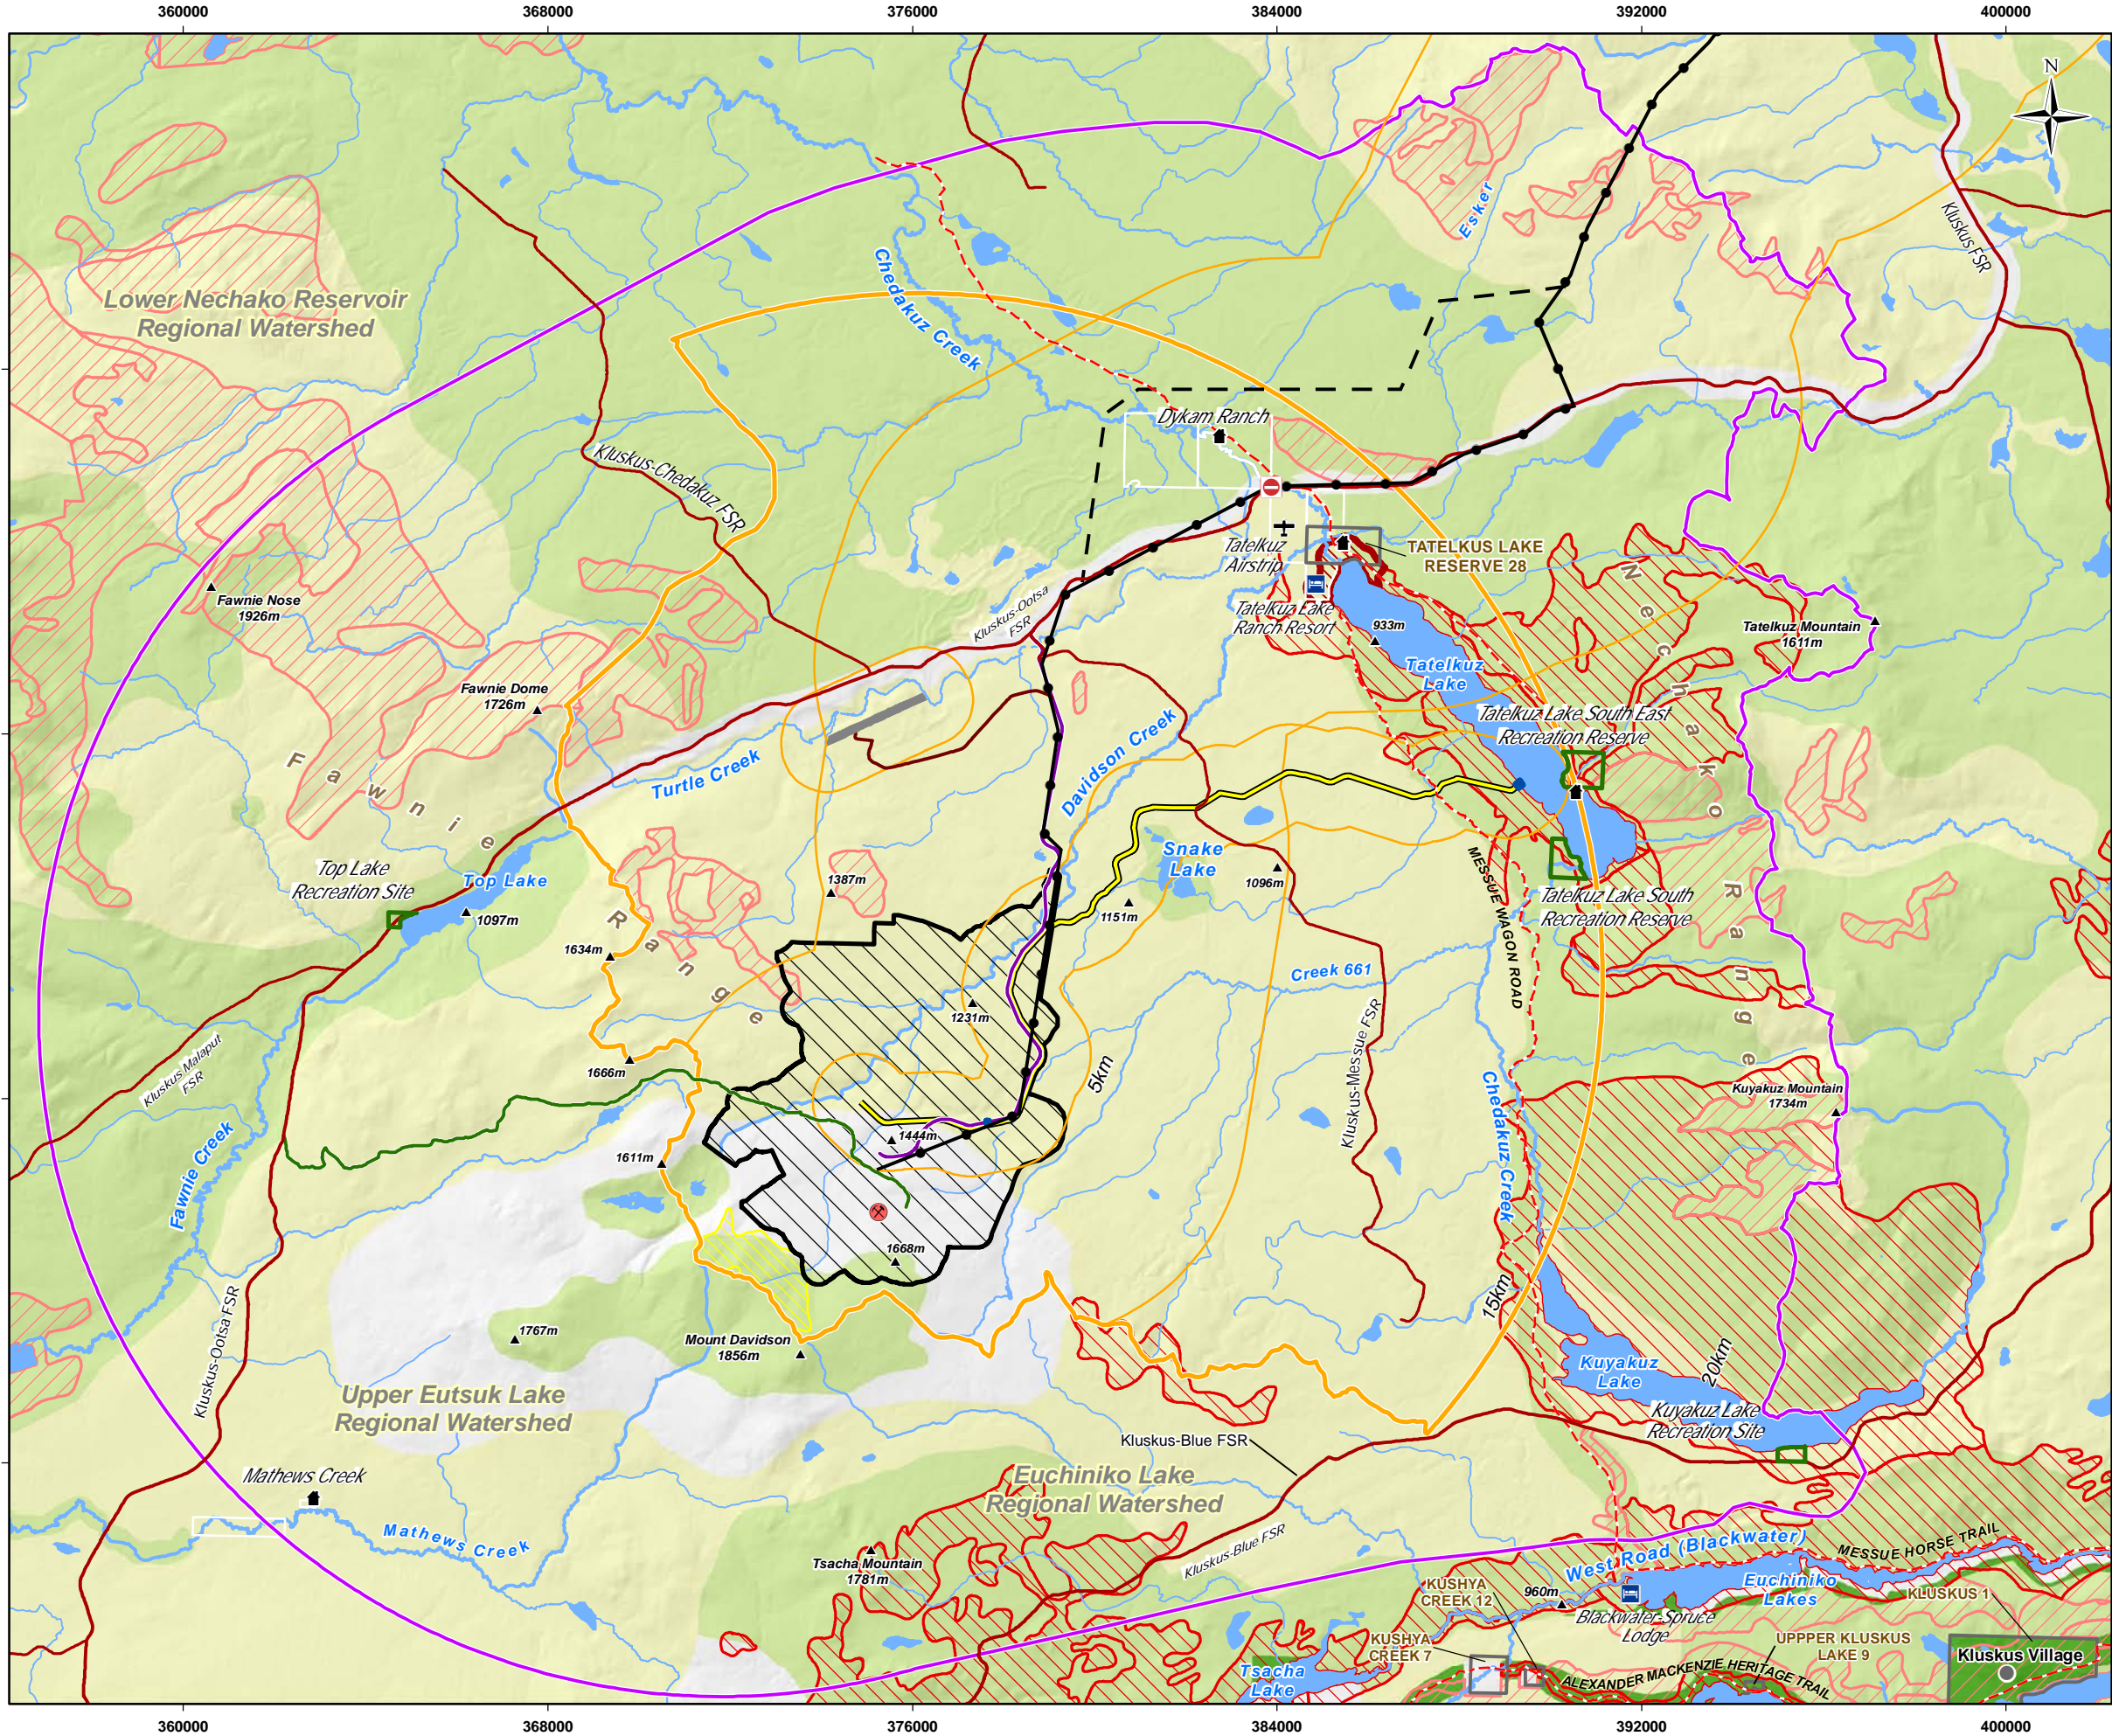 360000 368000 376000 384000 392000 400000
N
Kluskus FSR
Esker
Lower Nechako Reservoir
Regional Watershed
Chedakuz Creek
Dykam Ranch
Kluskus-Chedakuz FSR
Tatelkuz
Airstrip
TATELKUS LAKE
RESERVE 28
Fawnie Nose
1926m
Kluskus-Ootsa
FSR
Tatelkuz Lake
Ranch Resort
933m
Tatelkuz Mountain
1611m
Tatelkuz
Lake
Fawnie Dome
1726m
Tatelkuz Lake South East
Recreation Reserve
Nechako Range
Fawnie Range
Turtle Creek
Davidson Creek
Snake
Lake
Top Lake
Recreation Site
Top Lake
1097m
1387m
1096m
1151m
MESSUE WAGON ROAD
Tatelkuz Lake South
Recreation Reserve
1634m
Creek 661
1231m
Kluskus Malaput
FSR
1666m
5km
Kluskus-Messue FSR
Chedakuz Creek
Kuyakuz Mountain
1734m
1444m
1611m
Fawnie Creek
1668m
15km
Kluskus-Ootsa FSR
1767m
Mount Davidson
1856m
20km
Kuyakuz
Lake
Upper Eutsuk Lake
Regional Watershed
Kuyakuz Lake
Recreation Site
Kluskus-Blue FSR
Mathews Creek
Euchiniko Lake
Regional Watershed
Mathews Creek
Kluskus-Blue FSR
Tsacha Mountain
1781m
West Road (Blackwater)
MESSUE HORSE TRAIL
KUSHYA
CREEK 12
960m
Euchiniko
Lakes
KLUSKUS 1
Blackwater-Spruce
Lodge
KUSHYA
CREEK 7
UPPPER KLUSKUS
LAKE 9
Kluskus Village
Tsacha
Lake
ALEXANDER MACKENZIE HERITAGE TRAIL
360000 368000 376000 384000 392000 400000